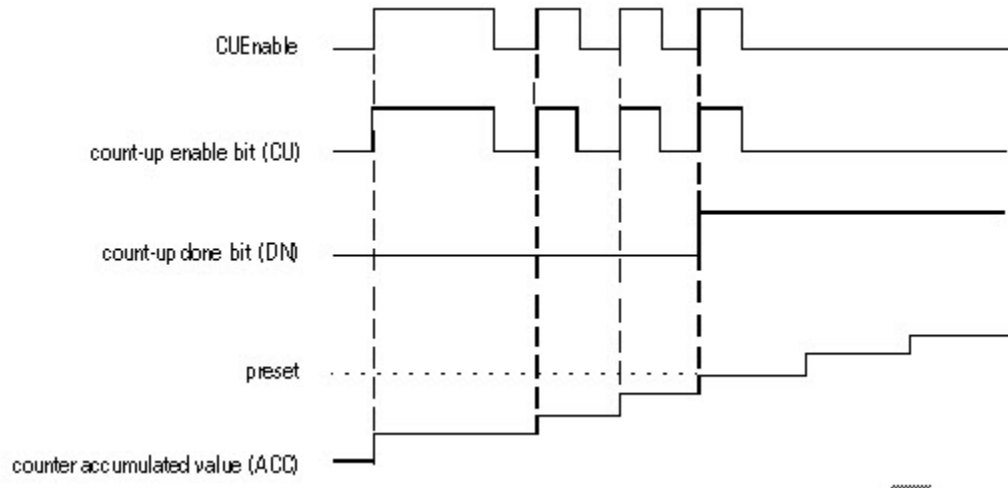 CUEnable
count-up enable bit (CU)
count-up done bit (DN)
preset
counter accumulated value (ACC)